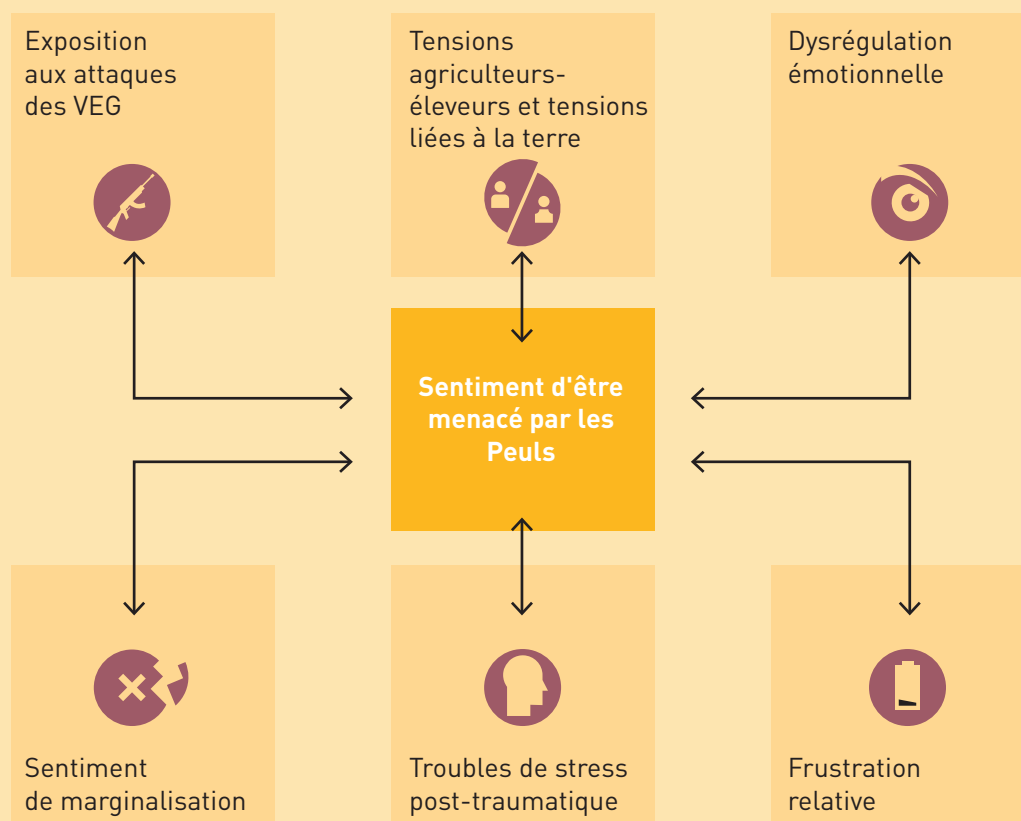 Exposition
aux attaques
des VEG
Tensions
agriculteurs-
éleveurs et tensions
liées à la terre
Dysrégulation
émotionnelle
Sentiment d'être
menacé par les
Peuls
Sentiment
de marginalisation
Troubles de stress
post-traumatique
Frustration
relative